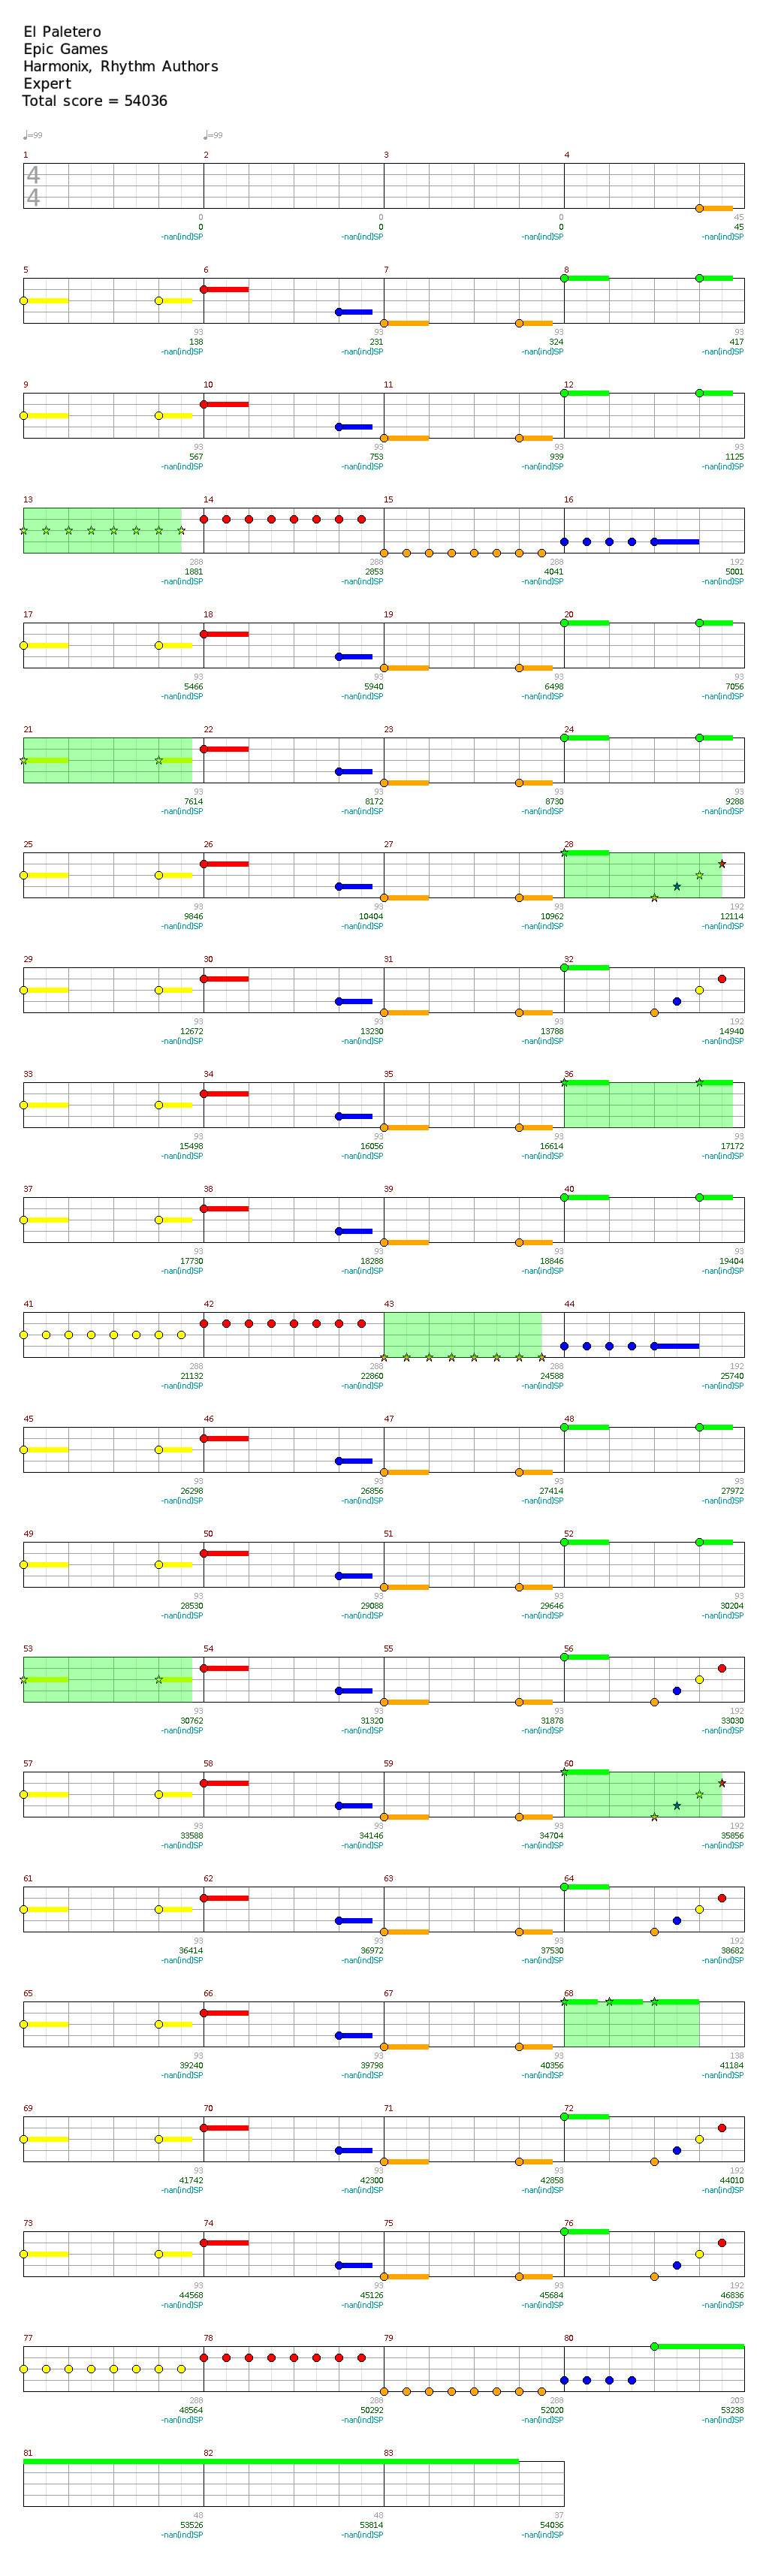 El Paletero
Epic Games
Harmonix, Rhythm Authors
Expert
Total score = 54036
♩=99 ♩=99
1 2 3 4
4
4
0 0 0 45
0 0 0 45
-nan(ind)SP -nan(ind)SP -nan(ind)SP -nan(ind)SP
5 6 7 8
93 93 93 93
138 231 324 417
-nan(ind)SP -nan(ind)SP -nan(ind)SP -nan(ind)SP
9 10 11 12
93 93 93 93
567 753 939 1125
-nan(ind)SP -nan(ind)SP -nan(ind)SP -nan(ind)SP
13 14 15 16
288 288 288 192
1881 2853 4041 5001
-nan(ind)SP -nan(ind)SP -nan(ind)SP -nan(ind)SP
17 18 19 20
93 93 93 93
5466 5940 6498 7056
-nan(ind)SP -nan(ind)SP -nan(ind)SP -nan(ind)SP
21 22 23 24
93 93 93 93
7614 8172 8730 9288
-nan(ind)SP -nan(ind)SP -nan(ind)SP -nan(ind)SP
25 26 27 28
93 93 93 192
9846 10404 10962 12114
-nan(ind)SP -nan(ind)SP -nan(ind)SP -nan(ind)SP
29 30 31 32
93 93 93 192
12672 13230 13788 14940
-nan(ind)SP -nan(ind)SP -nan(ind)SP -nan(ind)SP
33 34 35 36
93 93 93 93
15498 16056 16614 17172
-nan(ind)SP -nan(ind)SP -nan(ind)SP -nan(ind)SP
37 38 39 40
93 93 93 93
17730 18288 18846 19404
-nan(ind)SP -nan(ind)SP -nan(ind)SP -nan(ind)SP
41 42 43 44
288 288 288 192
21132 22860 24588 25740
-nan(ind)SP -nan(ind)SP -nan(ind)SP -nan(ind)SP
45 46 47 48
93 93 93 93
26298 26856 27414 27972
-nan(ind)SP -nan(ind)SP -nan(ind)SP -nan(ind)SP
49 50 51 52
93 93 93 93
28530 29088 29646 30204
-nan(ind)SP -nan(ind)SP -nan(ind)SP -nan(ind)SP
53 54 55 56
93 93 93 192
30762 31320 31878 33030
-nan(ind)SP -nan(ind)SP -nan(ind)SP -nan(ind)SP
57 58 59 60
93 93 93 192
33588 34146 34704 35856
-nan(ind)SP -nan(ind)SP -nan(ind)SP -nan(ind)SP
61 62 63 64
93 93 93 192
36414 36972 37530 38682
-nan(ind)SP -nan(ind)SP -nan(ind)SP -nan(ind)SP
65 66 67 68
93 93 93 138
39240 39798 40356 41184
-nan(ind)SP -nan(ind)SP -nan(ind)SP -nan(ind)SP
69 70 71 72
93 93 93 192
41742 42300 42858 44010
-nan(ind)SP -nan(ind)SP -nan(ind)SP -nan(ind)SP
73 74 75 76
93 93 93 192
44568 45126 45684 46836
-nan(ind)SP -nan(ind)SP -nan(ind)SP -nan(ind)SP
77 78 79 80
288 288 288 203
48564 50292 52020 53238
-nan(ind)SP -nan(ind)SP -nan(ind)SP -nan(ind)SP
81 82 83
48 48 37
53526 53814 54036
-nan(ind)SP -nan(ind)SP -nan(ind)SP